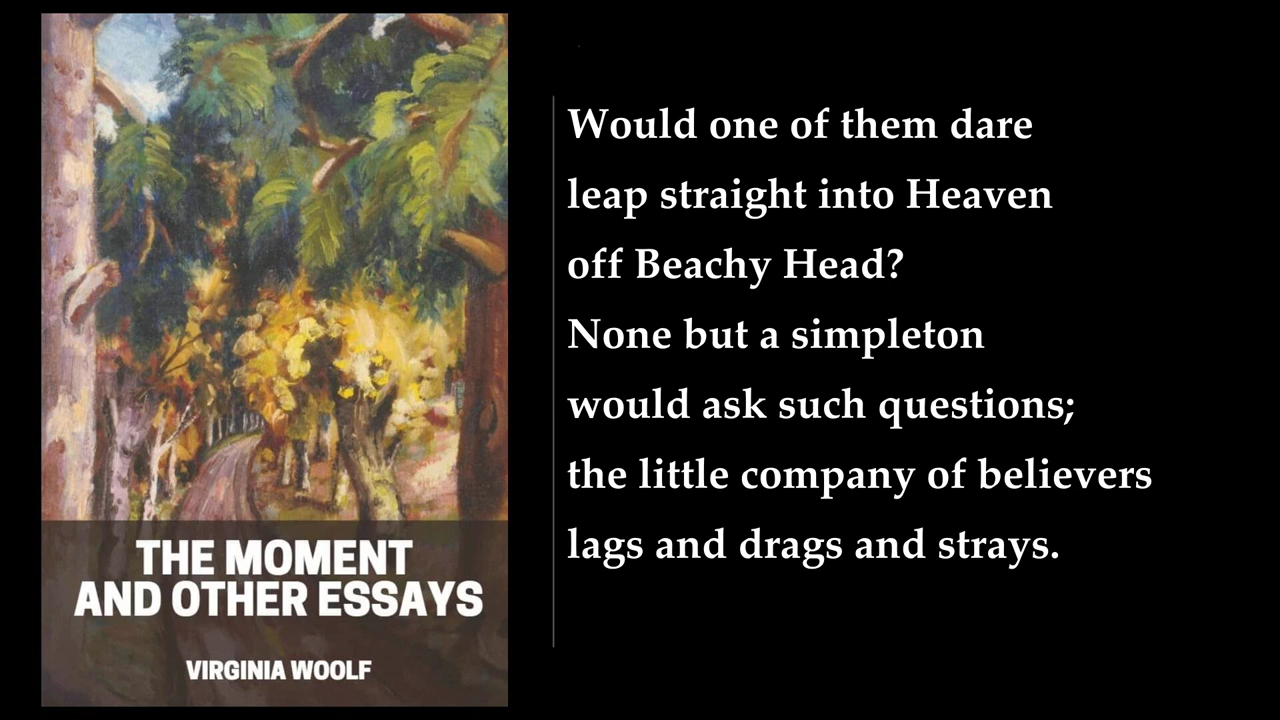 THE MOMENT
AND OTHER ESSAYS
VIRGINIA WOOLF
Would one of them dare
leap straight into Heaven
off Beachy Head?
None but a simpleton
would ask such questions;
the little company of believers
lags and drags and strays.